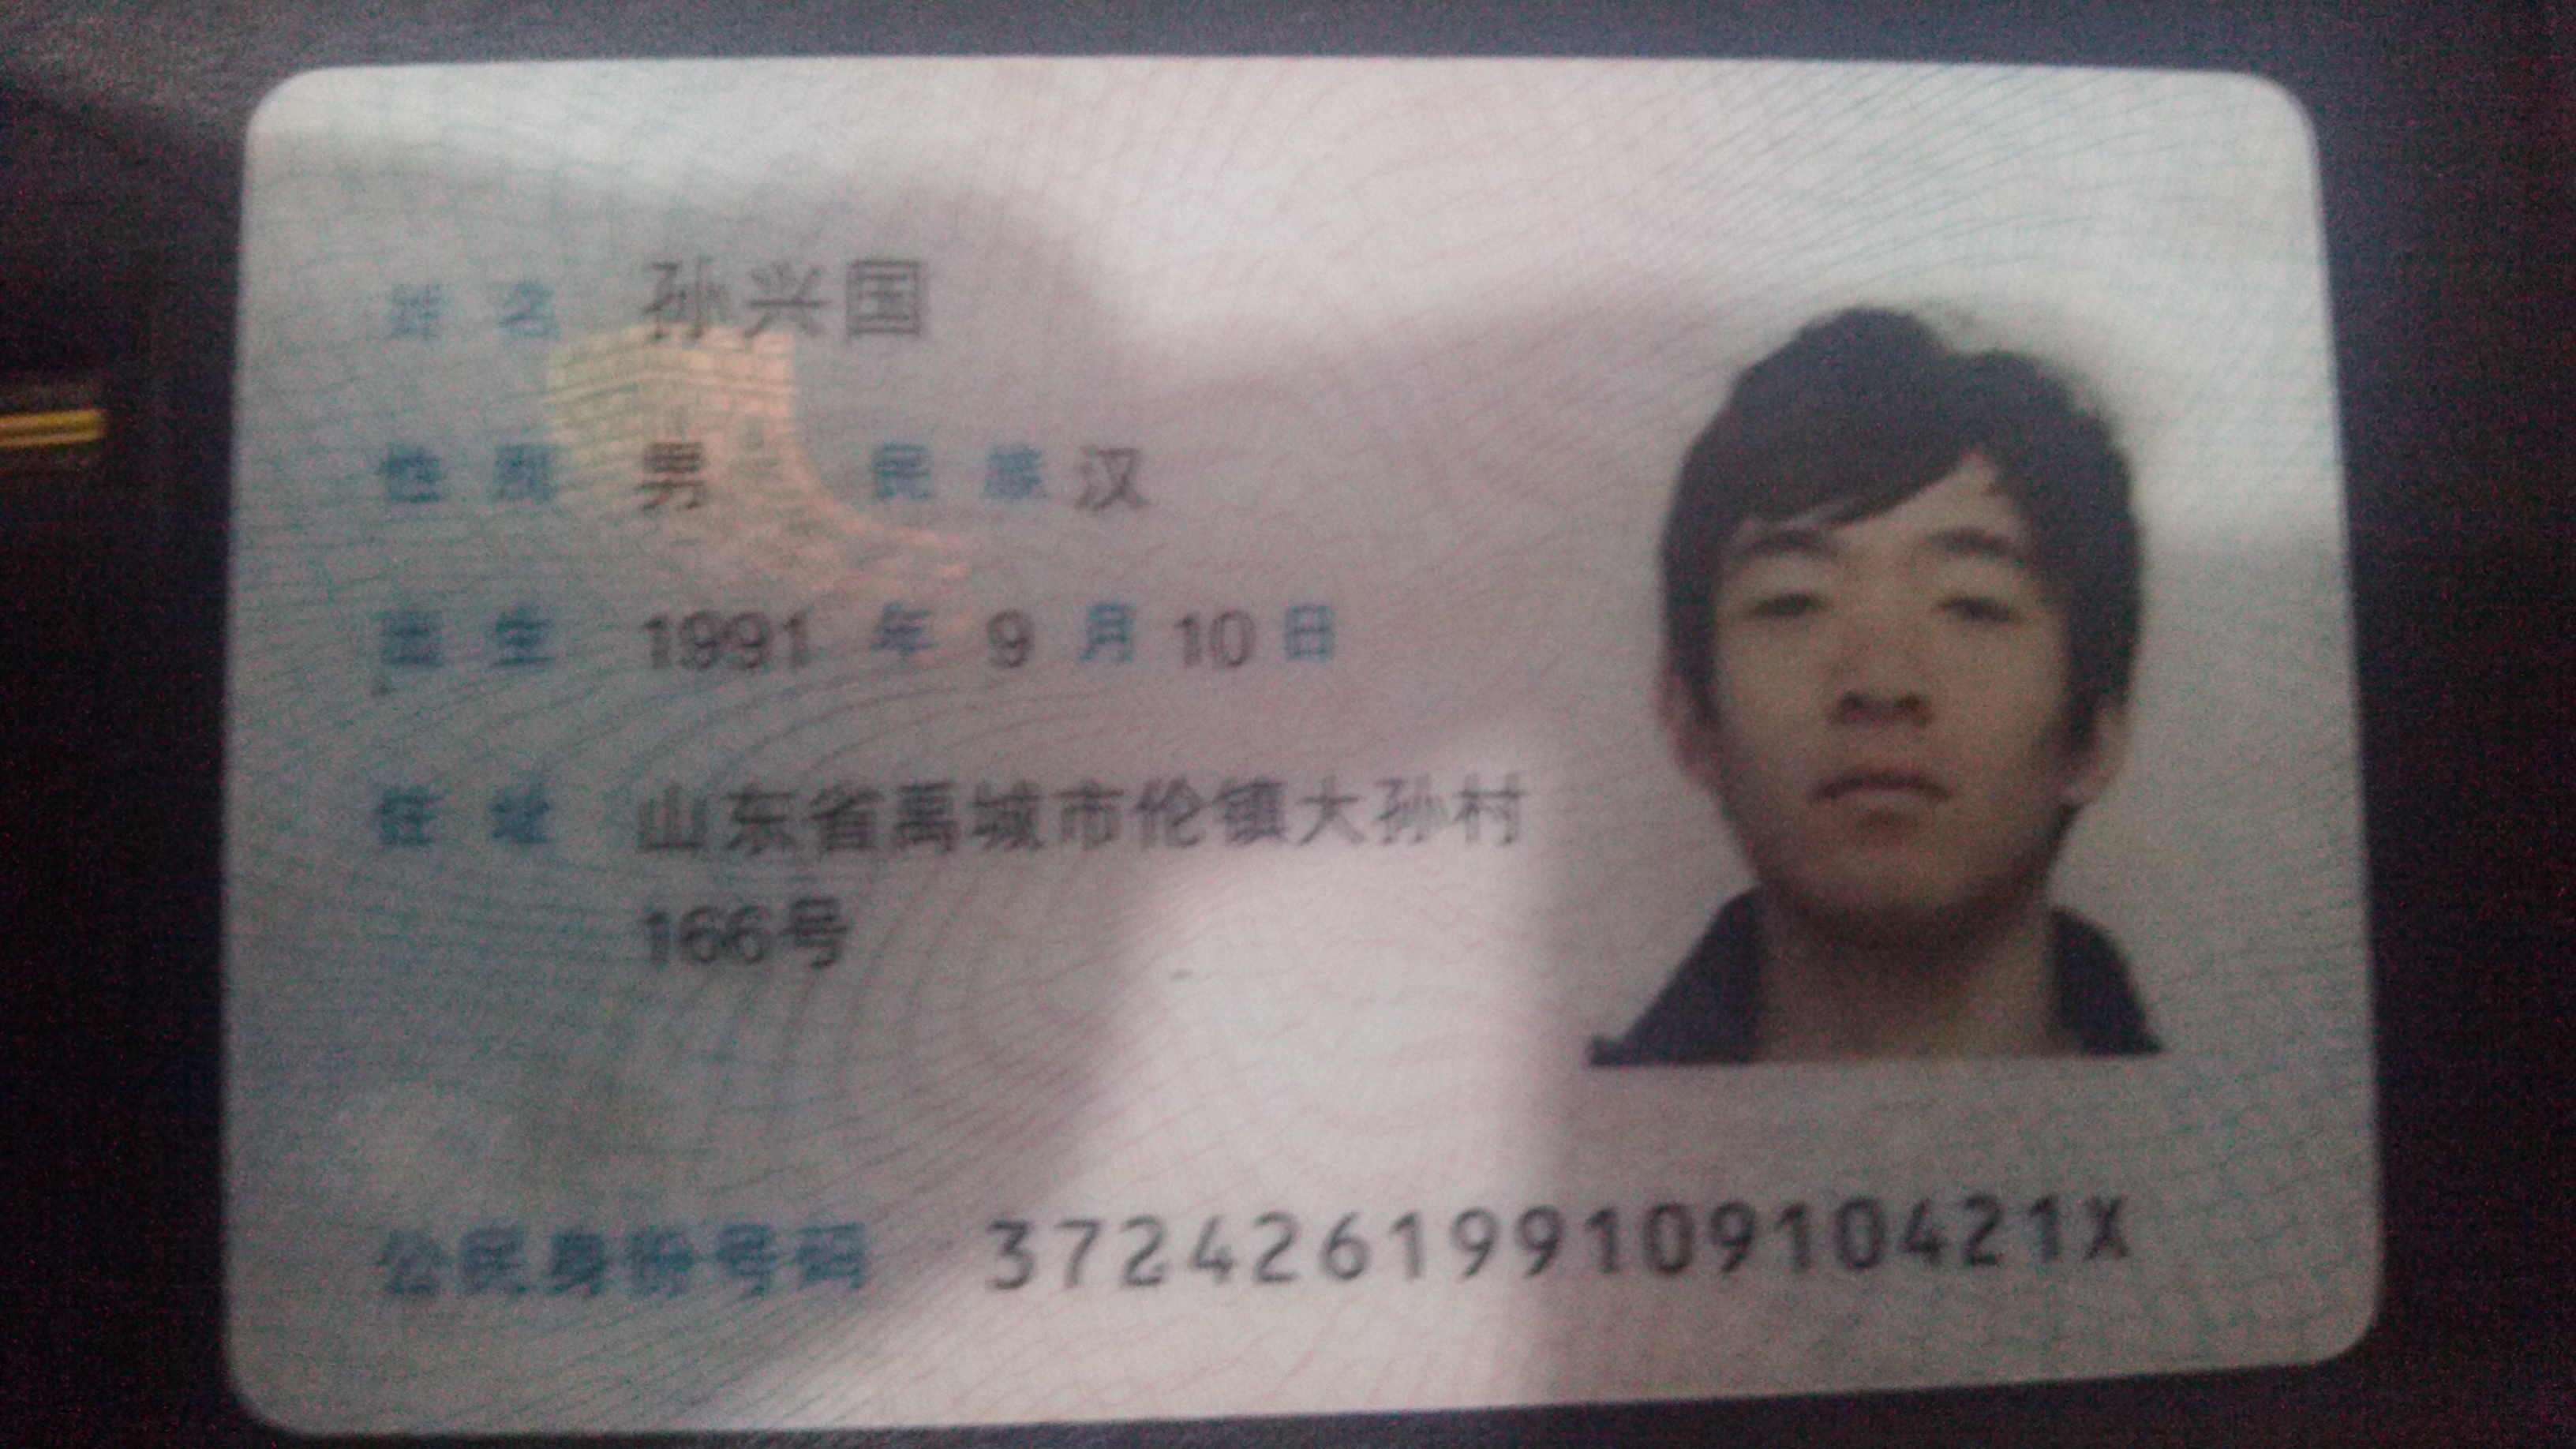 姓名 孙兴国
性别 男 民族 汉
出生 1991 年 9 月 10 日
住址 山东省禹城市伦镇大孙村
166号
公民身份号码 37242619910910421X